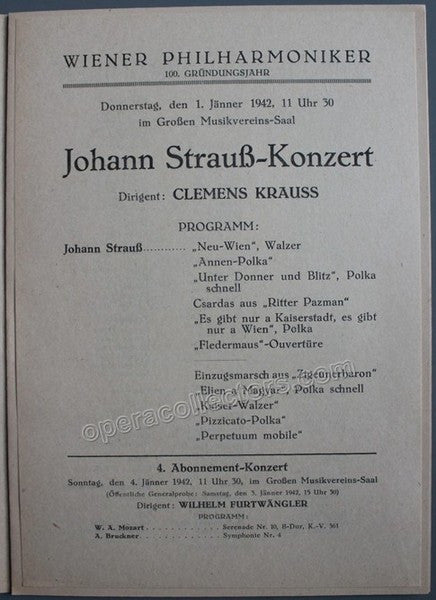 WIENER PHILHARMONIKER
100. GRÜNDUNGSJAHR
Donnerstag, den 1. Jänner 1942, 11 Uhr 30
im Großen Musikvereins-Saal
Johann Strauß-Konzert
Dirigent: CLEMENS KRAUSS
PROGRAMM:
Johann Strauß............ „Neu-Wien“, Walzer
„Annen-Polka“
„Unter Donner und Blitz“, Polka
schnell
Csardas aus „Ritter Pazman“
„Es gibt nur a Kaiserstadt, es gibt
nur a Wien“, Polka
„Fledermaus“-Ouvertüre
Einzugsmarsch aus „Zigeunerbaron“
„Eljen a Magyar“, Polka schnell
„Kaiser-Walzer“
„Pizzicato-Polka“
„Perpetuum mobile“
operacollectors.com
4. Abonnement-Konzert
Sonntag, den 4. Jänner 1942, 11 Uhr 30, im Großen Musikvereins-Saal
(Öffentliche Generalprobe: Samstag, den 3. Jänner 1942, 15 Uhr 30)
Dirigent: WILHELM FURTWÄNGLER
PROGRAMM:
W. A. Mozart . . . . . . . . . . . Serenade Nr. 10, B-Dur, K.-V. 361
A. Bruckner . . . . . . . . . . . Symphonie Nr. 4